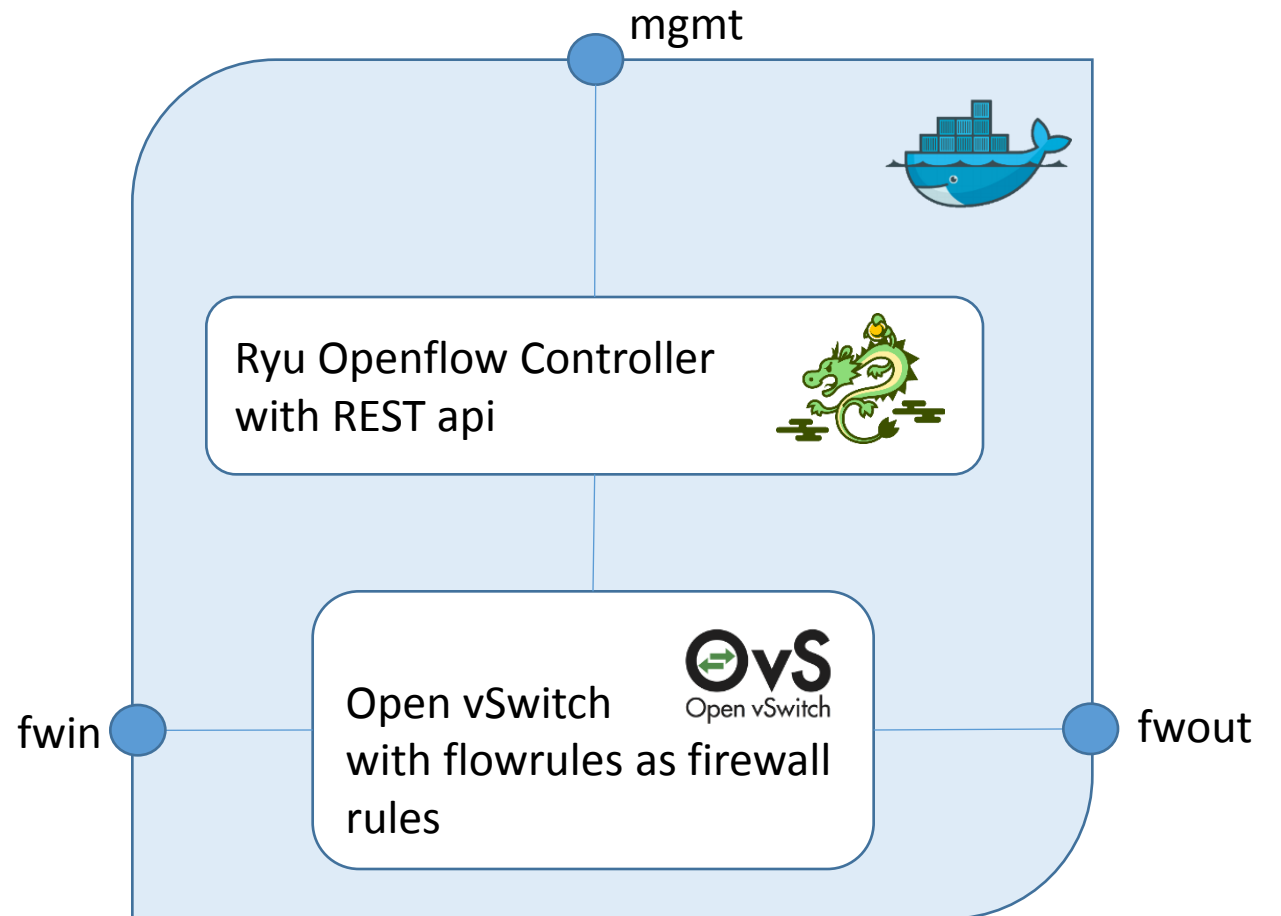 mgmt
Ryu Openflow Controller
with REST api
OvS
Open vSwitch
Open vSwitch
with flowrules as firewall
rules
fwin
fwout